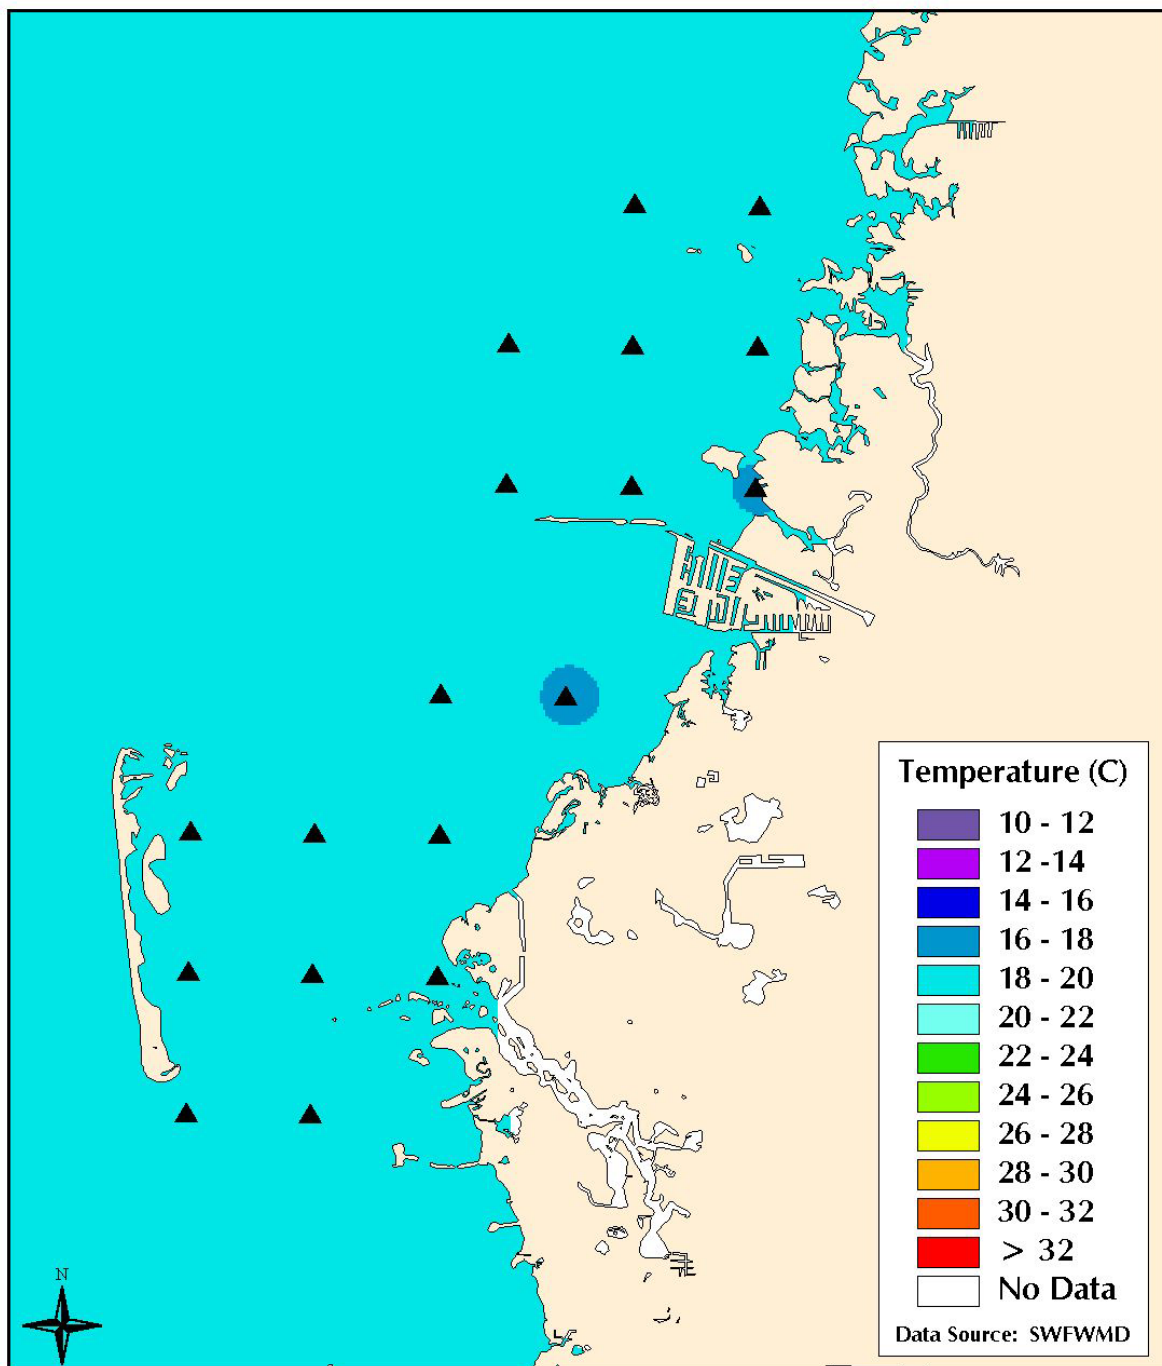 Temperature (C)
10 - 12
12 -14
14 - 16
16 - 18
18 - 20
20 - 22
22 - 24
24 - 26
26 - 28
28 - 30
30 - 32
> 32
No Data
Data Source: SWFWMD
N